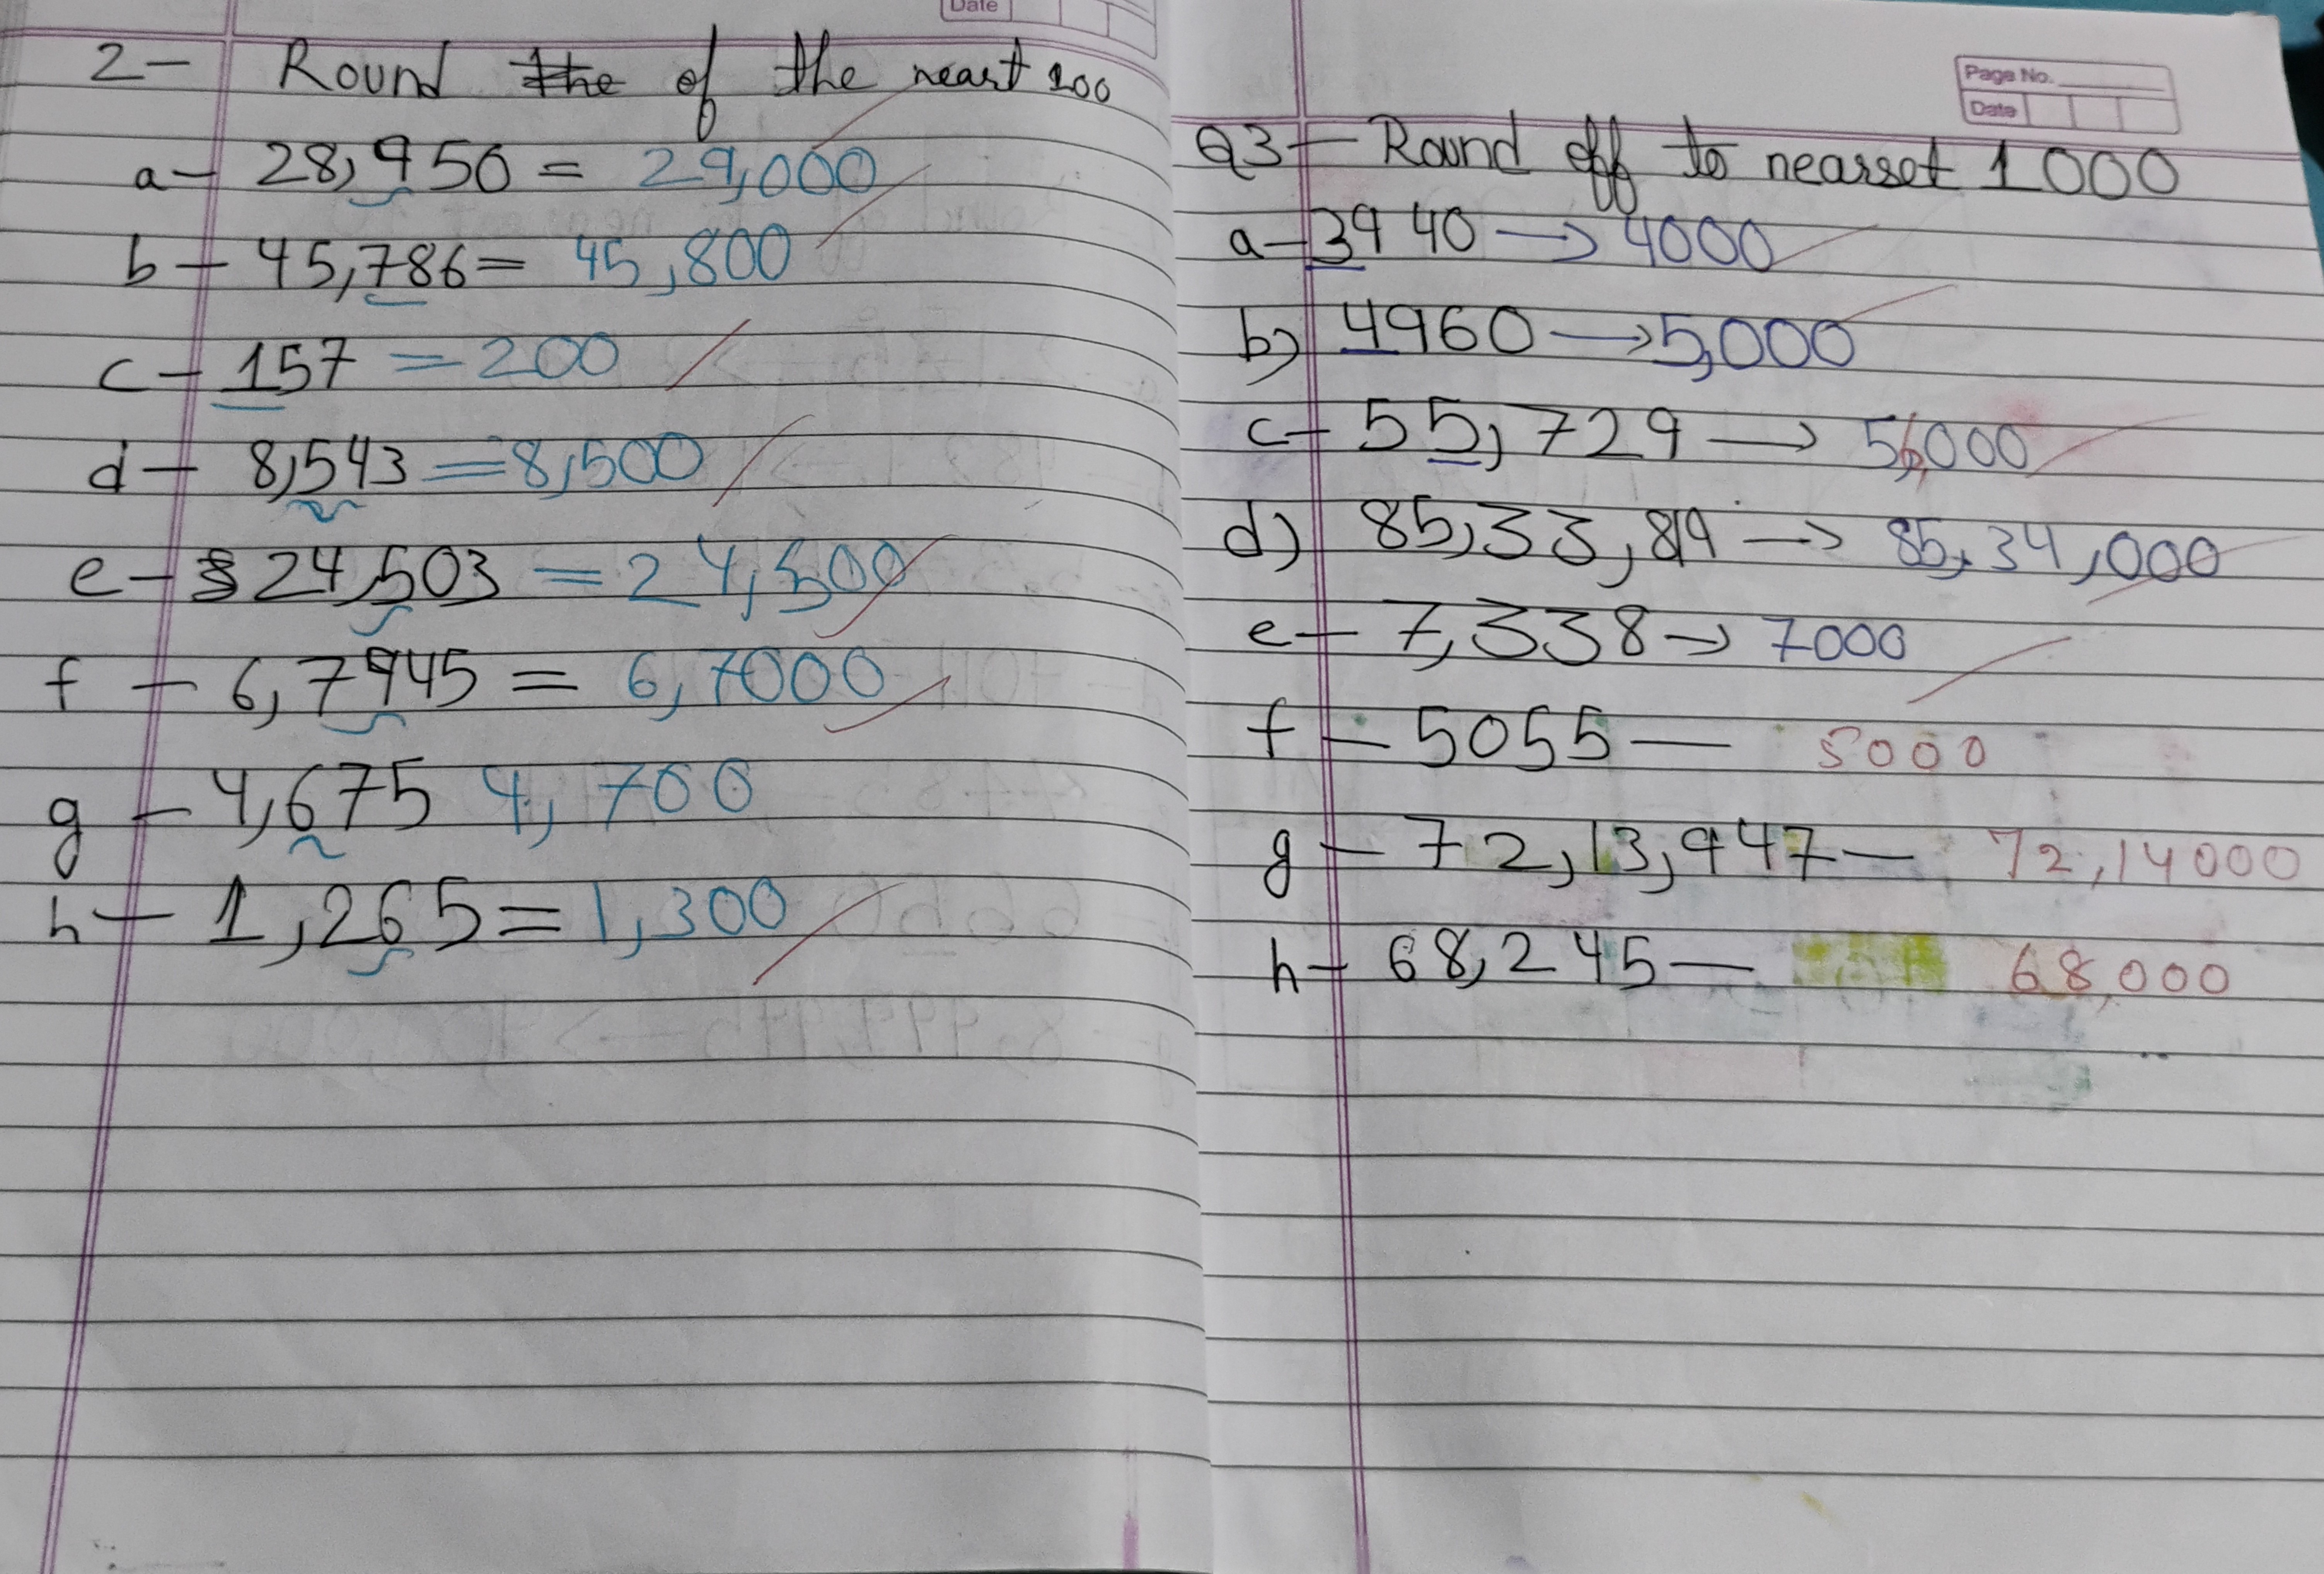 Date
2- Round the of the neart 100
a- 28,950 = 29,000
b- 45,786= 45,800
c- 157 = 200
d- 8,543 = 8,500
e- 24,503 = 24,500
f - 6,7945 = 6,7000
g - 4,675 4,700
h- 1,265= 1,300
Page No.
Date
Q3- Round off to nearset 1000
a- 3940 → 4000
b) 4960 → 5,000
c- 55,729 → 56,000
d) 85,33,819 → 85,34,000
e- 7,338 → 7000
f - 5055 - 5000
g - 72,13,947 - 72,14000
h- 68,245 - 68,000